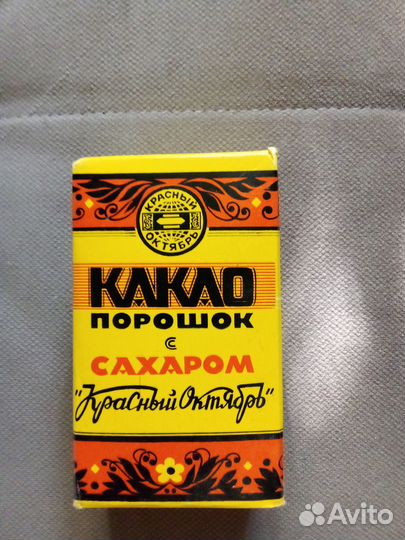 КРАСНЫЙ
ОКТЯБРЬ
КАКАО
ПОРОШОК
С
САХАРОМ
"Красный Октябрь"
Avito